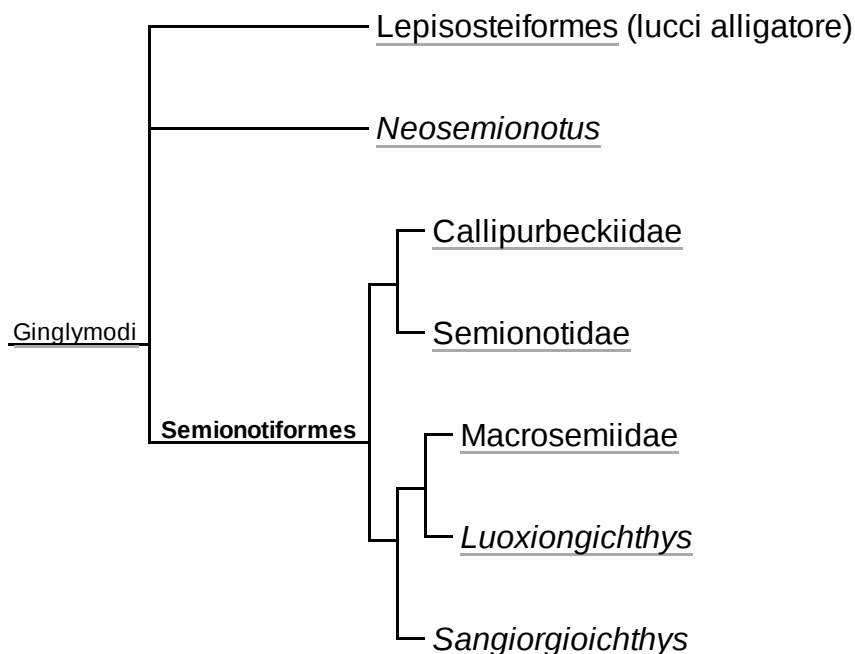 Lepisosteiformes (lucci alligatore)
Neosemionotus
Callipurbeckiidae
Ginglymodi
Semionotidae
Semionotiformes
Macrosemiidae
Luoxiongichthys
Sangiorgioichthys